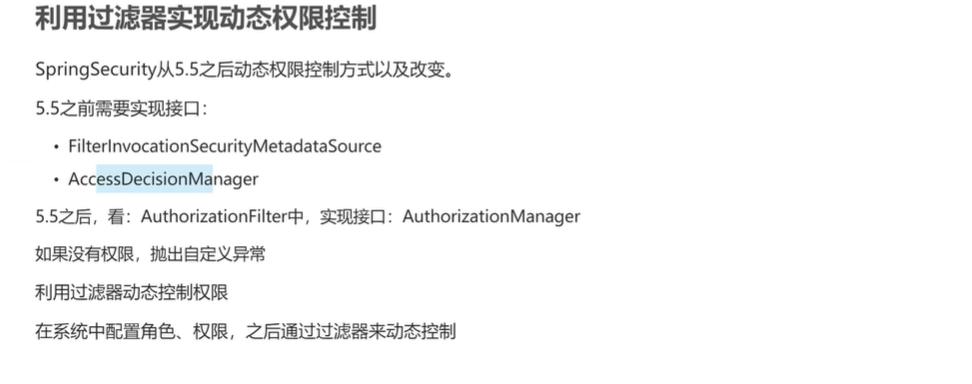 利用过滤器实现动态权限控制
SpringSecurity从5.5之后动态权限控制方式以及改变。
5.5之前需要实现接口：
• FilterInvocationSecurityMetadataSource
• AccessDecisionManager
5.5之后，看：AuthorizationFilter中，实现接口：AuthorizationManager
如果没有权限，抛出自定义异常
利用过滤器动态控制权限
在系统中配置角色、权限，之后通过过滤器来动态控制